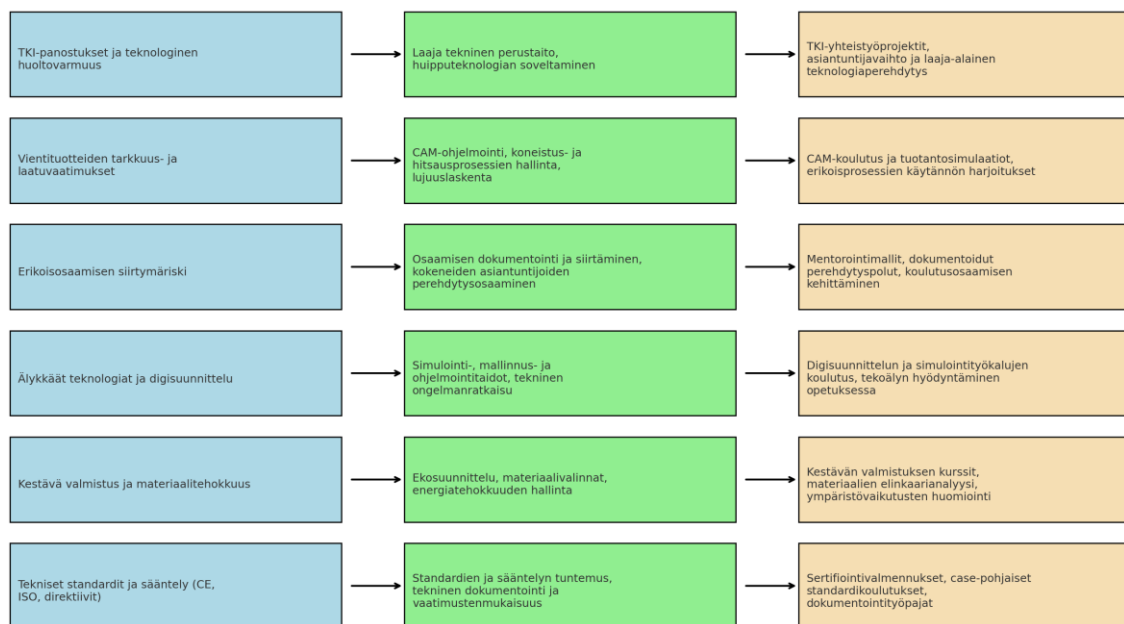 TKI-panostukset ja teknologinen
huoltovarmuus
Laaja tekninen perustaito,
huipputeknologian soveltaminen
TKI-yhteistyöprojektit,
asiantuntijavaihto ja laaja-alainen
teknologiaperehdytys
Vientituotteiden tarkkuus- ja
laatuvaatimukset
CAM-ohjelmointi, koneistus- ja
hitsausprosessien hallinta,
lujuuslaskenta
CAM-koulutus ja tuotantosimulaatiot,
erikoisprosessien käytännön harjoitukset
Erikoisosaamisen siirtymäriski
Osaamisen dokumentointi ja siirtäminen,
kokeneiden asiantuntijoiden
perehdytysosaaminen
Mentorointimallit, dokumentoidut
perehdytyspolut, koulutusosaamisen
kehittäminen
Älykkäät teknologiat ja digisuunnittelu
Simulointi-, mallinnus- ja
ohjelmointitaidot, tekninen
ongelmanratkaisu
Digisuunnittelun ja simulointityökalujen
koulutus, tekoälyn hyödyntäminen
opetuksessa
Kestävä valmistus ja materiaalitehokkuus
Ekosuunnittelu, materiaalivalinnat,
energiatehokkuuden hallinta
Kestävän valmistuksen kurssit,
materiaalien elinkaarianalyysi,
ympäristövaikutusten huomiointi
Tekniset standardit ja sääntely (CE,
ISO, direktiivit)
Standardien ja sääntelyn tuntemus,
tekninen dokumentointi ja
vaatimustenmukaisuus
Sertifiointivalmennukset, case-pohjaiset
standardikoulutukset,
dokumentointityöpajat